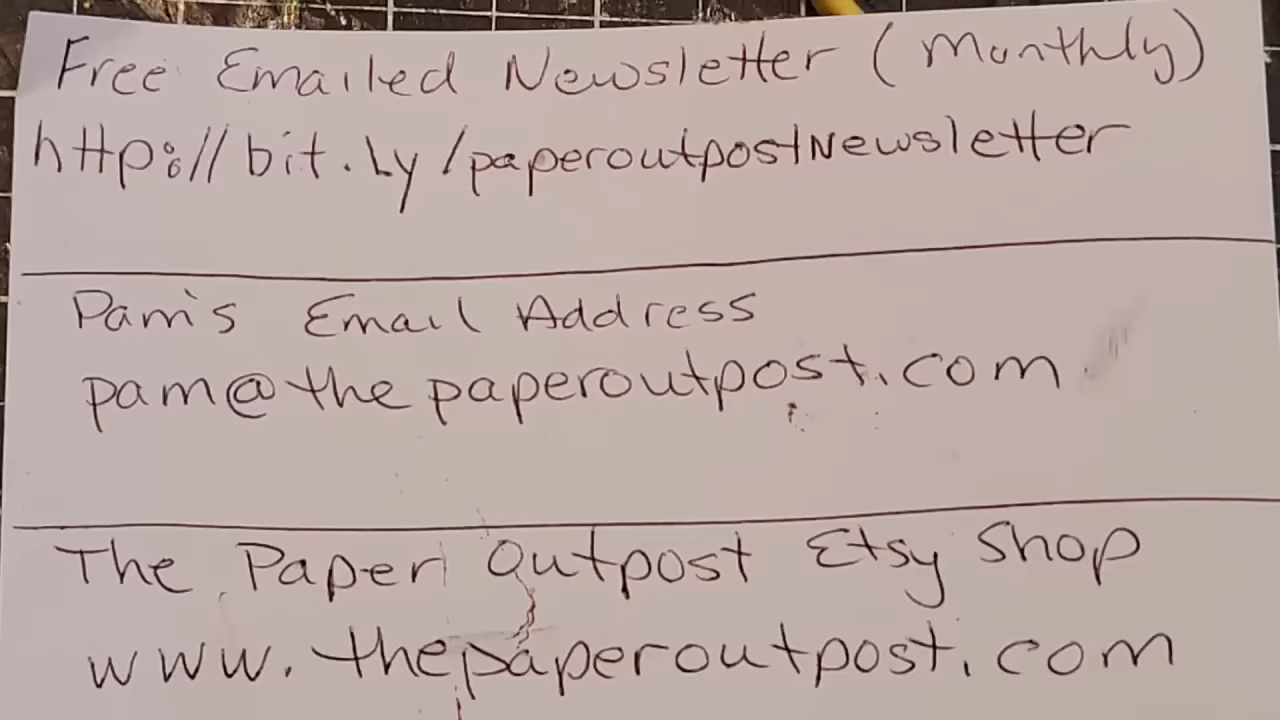 Free Emailed Newsletter (Monthly)
http://bit.ly/paperoutpostNewsletter
Pam's Email Address
pam@thepaperoutpost.com
The Paper Outpost Etsy Shop
www.thepaperoutpost.com